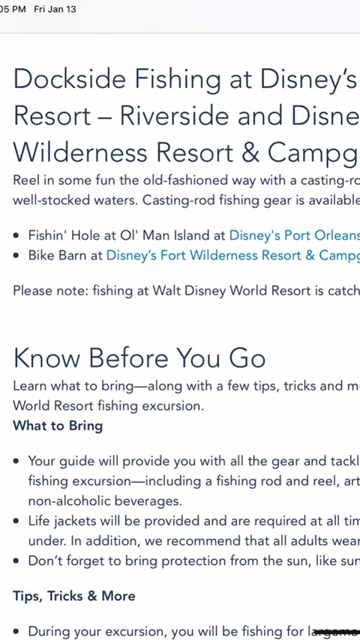 05 PM Fri Jan 13
Dockside Fishing at Disney's
Resort – Riverside and Disne
Wilderness Resort & Campg
Reel in some fun the old-fashioned way with a casting-ro
well-stocked waters. Casting-rod fishing gear is available
• Fishin' Hole at Ol' Man Island at Disney's Port Orleans
• Bike Barn at Disney's Fort Wilderness Resort & Campg
Please note: fishing at Walt Disney World Resort is catch
Know Before You Go
Learn what to bring—along with a few tips, tricks and m
World Resort fishing excursion.
What to Bring
• Your guide will provide you with all the gear and tackl
fishing excursion—including a fishing rod and reel, art
non-alcoholic beverages.
• Life jackets will be provided and are required at all tim
under. In addition, we recommend that all adults wear
• Don't forget to bring protection from the sun, like sun
Tips, Tricks & More
• During your excursion, you will be fishing for